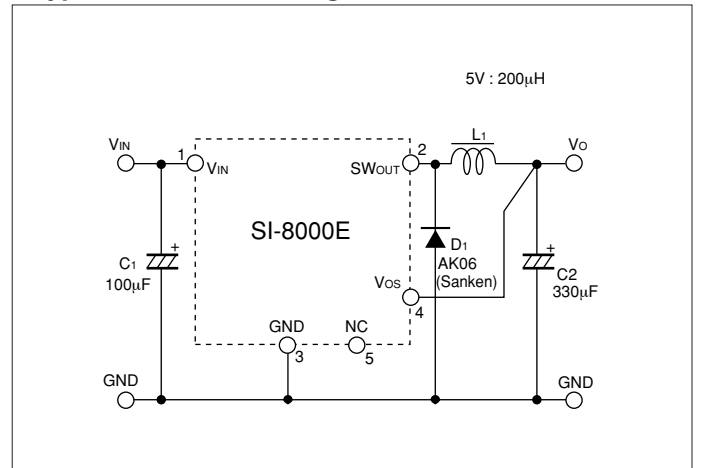 5V : 200µH
L1
VIN
1
VIN
2
SWOUT
VO
SI-8000E
C1
+
100µF
D1
AK06
(Sanken)
+
C2
330µF
VOS
4
GND
3
NC
5
GND
GND